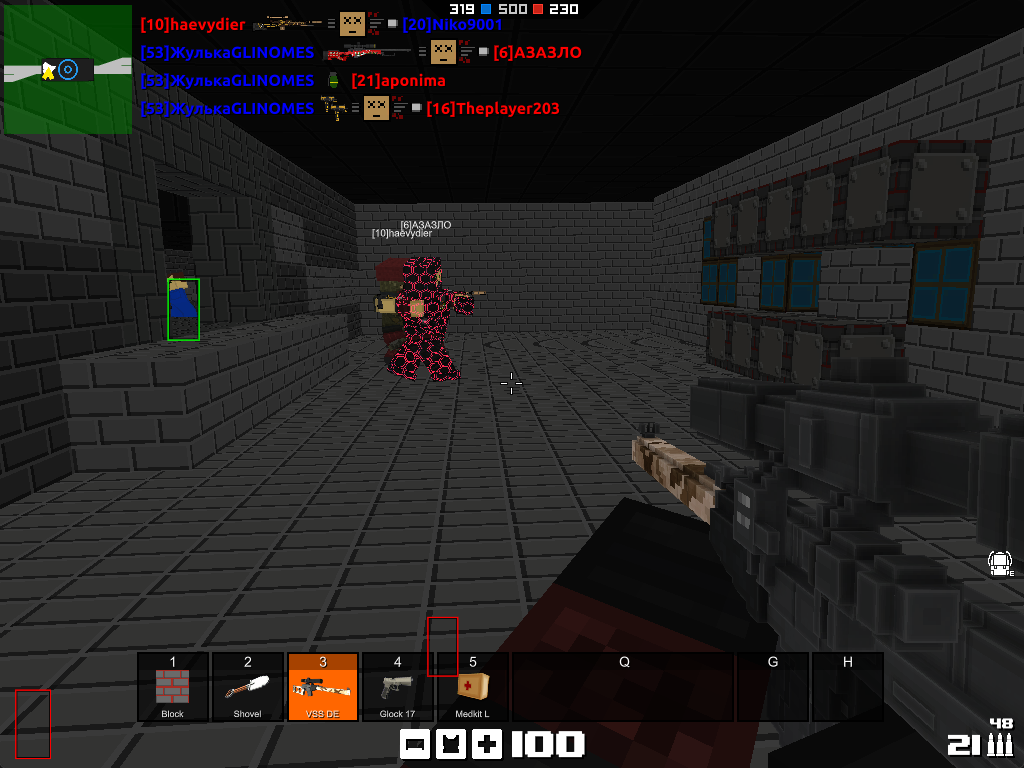 319 500 230
[10]haevydier [20]Niko9001
[53]ЖулькаGLINOMES [6]АЗАЗЛО
[53]ЖулькаGLINOMES [21]aponima
[53]ЖулькаGLINOMES [16]Theplayer203
[6]АЗАЗЛО
[10]haevydier
E
1 2 3 4 5 Q G H
Block Shovel VSS DE Glock 17 Medkit L
100
48
21